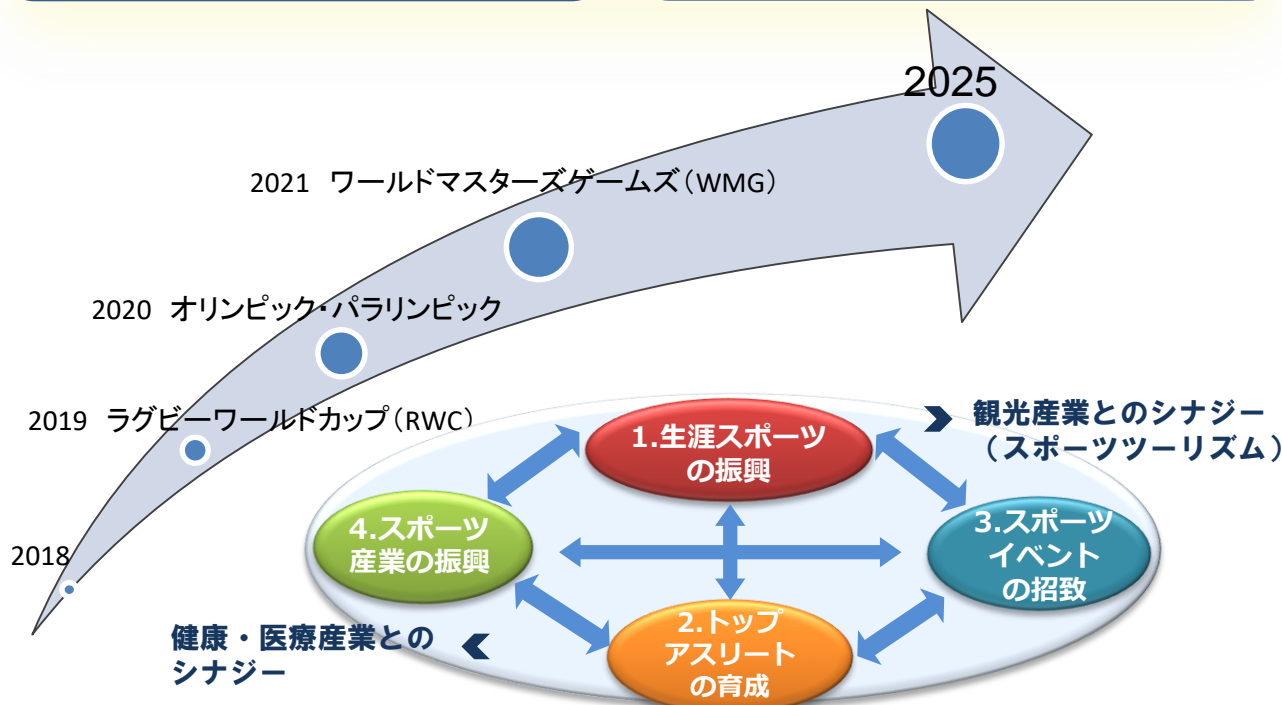 2025
2021 ワールドマスターズゲームズ(WMG)
2020 オリンピック・パラリンピック
2019 ラグビーワールドカップ(RWC)
2018
観光産業とのシナジー
(スポーツツーリズム)
1.生涯スポーツ
の振興
4.スポーツ
産業の振興
3.スポーツ
イベント
の招致
2.トップ
アスリート
の育成
健康・医療産業との
シナジー